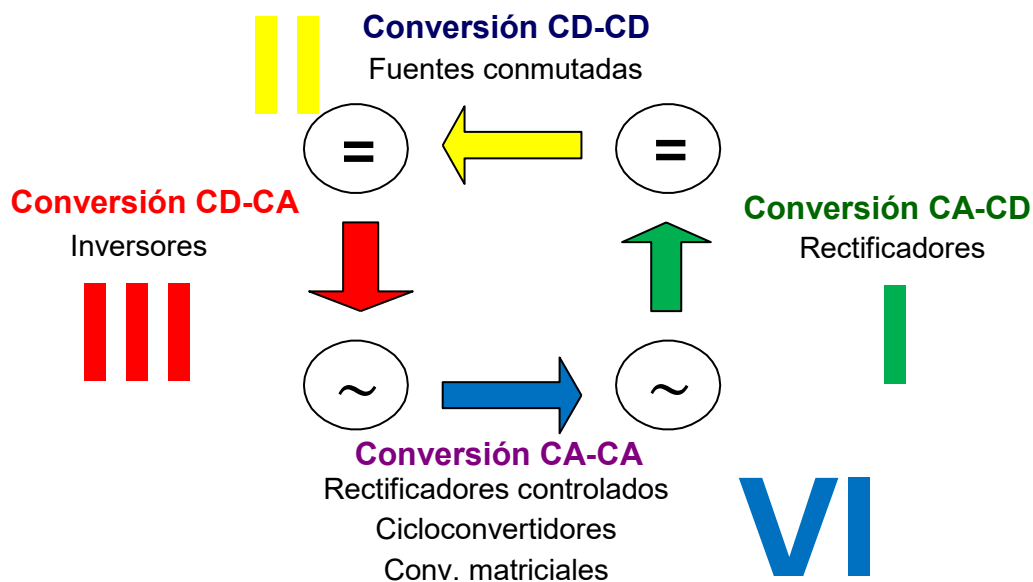 Conversión CD-CD
Fuentes conmutadas
II
=
=
Conversión CD-CA
Inversores
III
Conversión CA-CD
Rectificadores
I
~
~
Conversión CA-CA
Rectificadores controlados
Cicloconvertidores
Conv. matriciales
VI